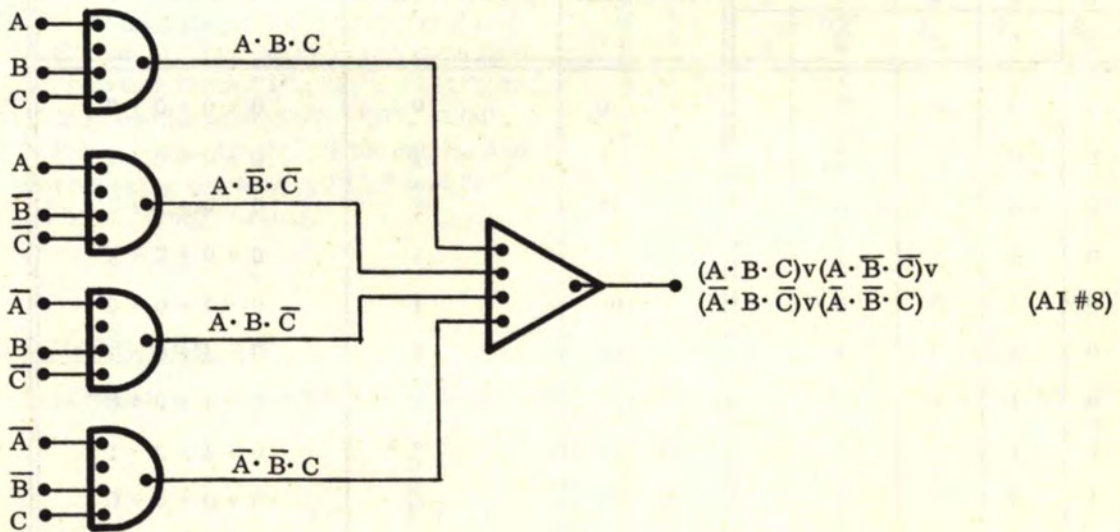 A
B
C
A · B · C
A
B̅
C̅
A · B̅ · C̅
A̅
B
C̅
A̅ · B · C̅
A̅
B̅
C
A̅ · B̅ · C
(A · B · C)v(A · B̅ · C̅)v
(A̅ · B · C̅)v(A̅ · B̅ · C)
(AI #8)